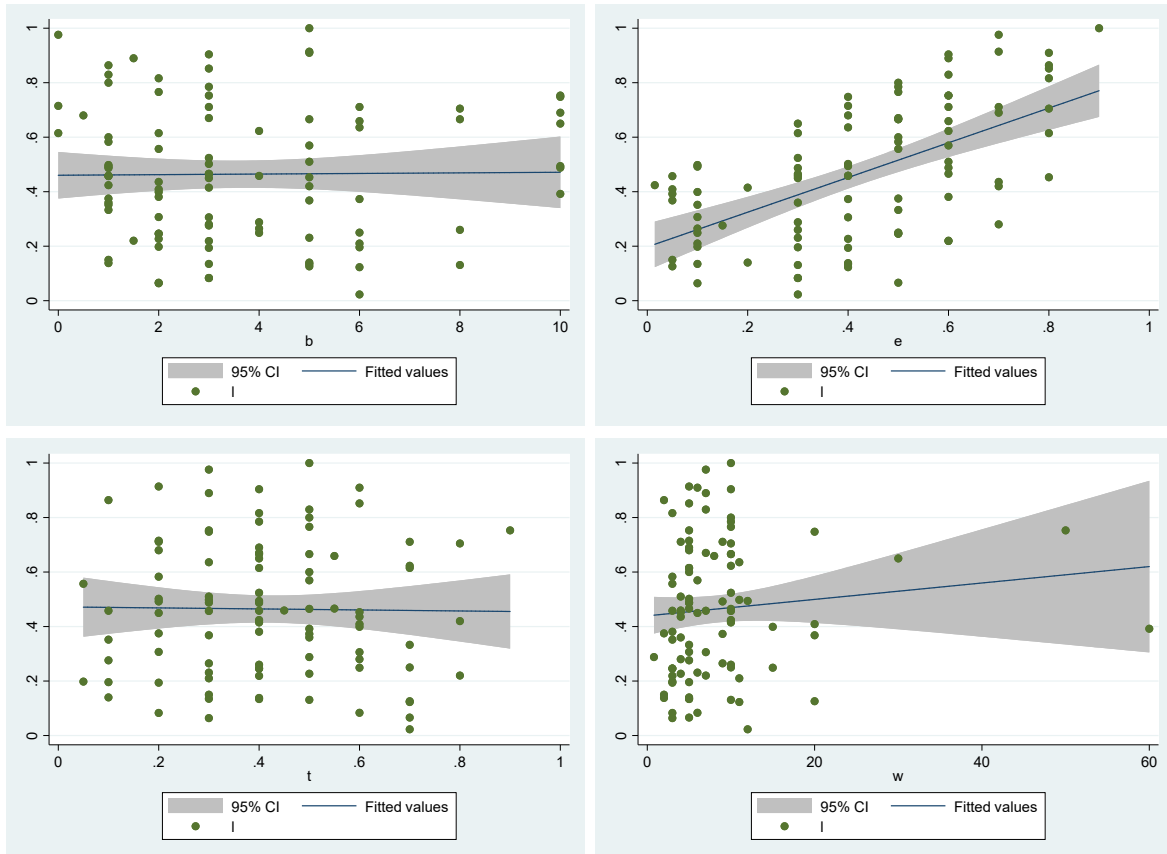 1
.8
.6
.4
.2
0
0 2 4 6 8 10
b
95% CI Fitted values
I
1
.8
.6
.4
.2
0
0 .2 .4 .6 .8 1
e
95% CI Fitted values
I
1
.8
.6
.4
.2
0
0 .2 .4 .6 .8 1
t
95% CI Fitted values
I
1
.8
.6
.4
.2
0
0 20 40 60
w
95% CI Fitted values
I